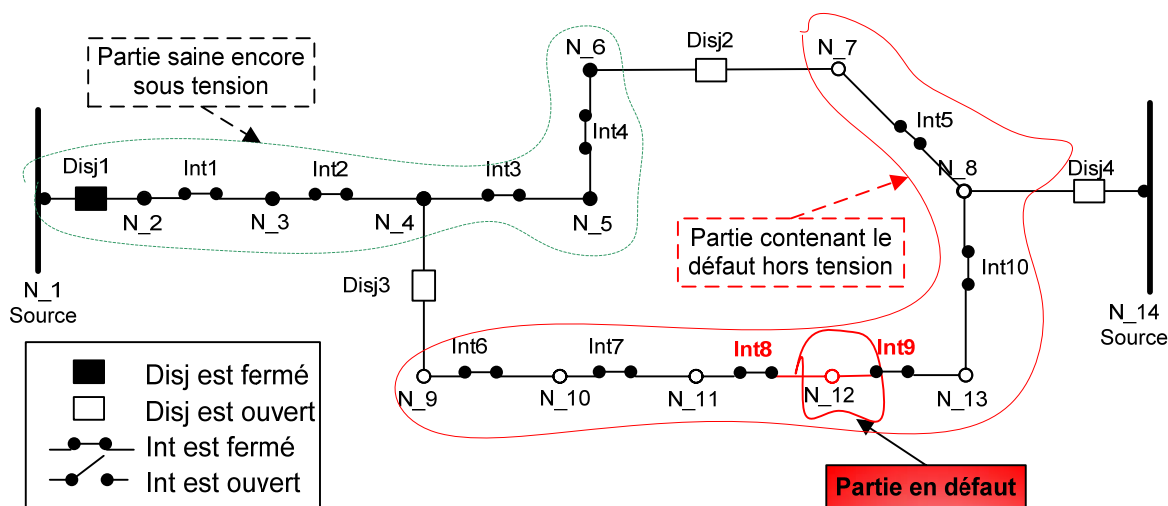 Partie saine encore
sous tension
N_6
Disj2
N_7
Int4
Int5
Disj1
Int1
Int2
Int3
N_8
Disj4
N_2
N_3
N_4
N_5
Partie contenant le
défaut hors tension
Disj3
Int10
N_1
Source
N_14
Source
Int6
Int7
Int8
Int9
N_9
N_10
N_11
N_12
N_13
Disj est fermé
Disj est ouvert
Int est fermé
Int est ouvert
Partie en défaut